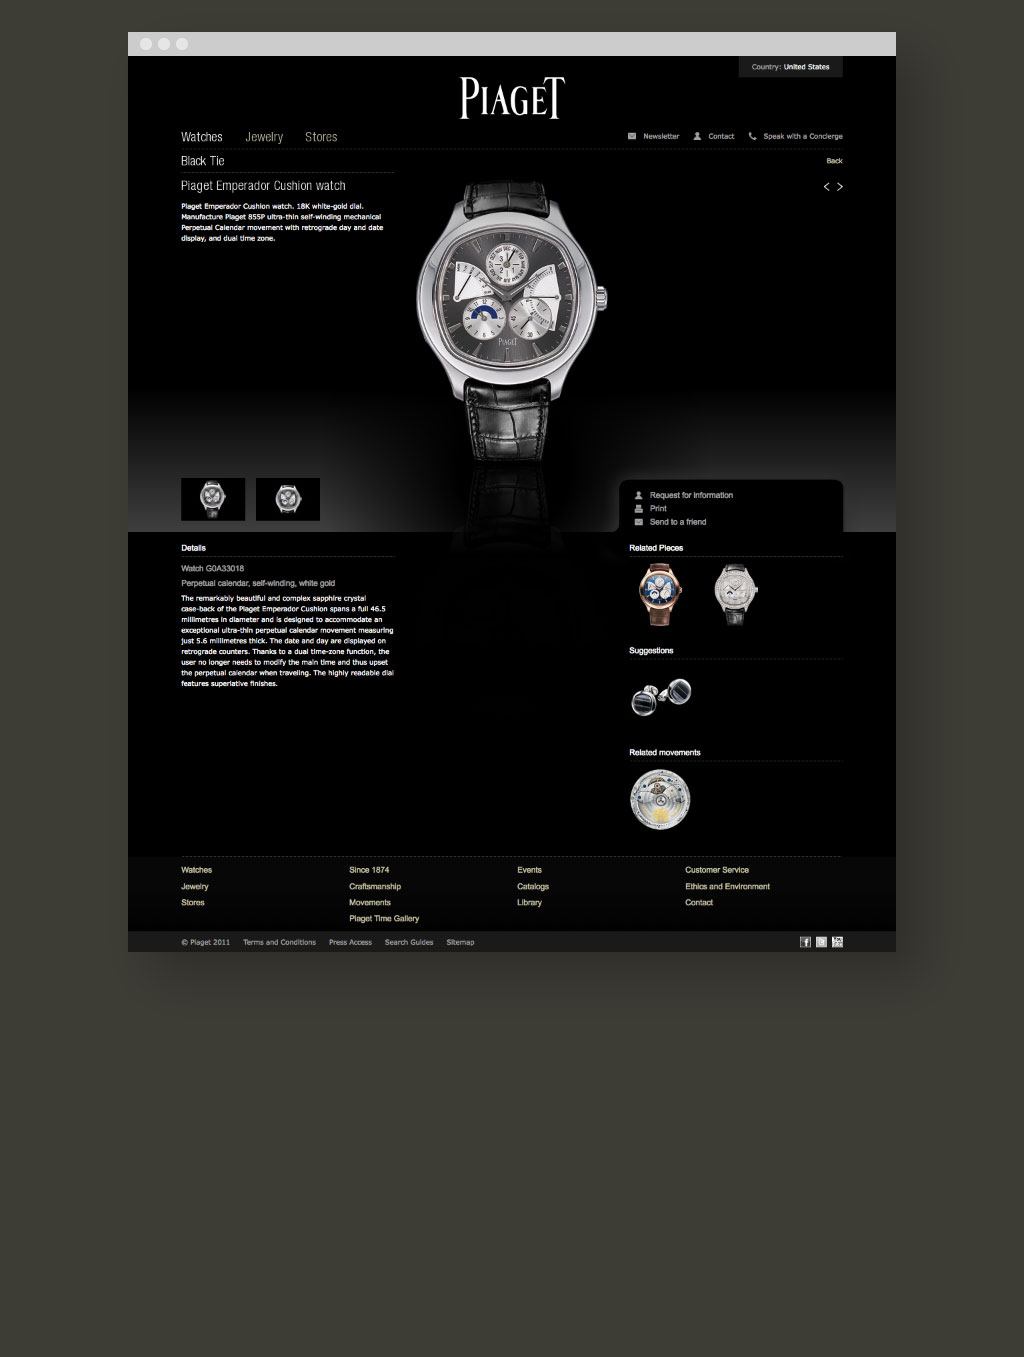 Country: United States
PIAGET
Watches Jewelry Stores
Newsletter Contact Speak with a Concierge
Black Tie
Back
Piaget Emperador Cushion watch
Piaget Emperador Cushion watch. 18K white-gold dial.
Manufacture Piaget 855P ultra-thin self-winding mechanical
Perpetual Calendar movement with retrograde day and date
display, and dual time zone.
PIAGET
Request for information
Print
Send to a friend
Details
Watch G0A33018
Perpetual calendar, self-winding, white gold
The remarkably beautiful and complex sapphire crystal
case-back of the Piaget Emperador Cushion spans a full 46.5
millimetres in diameter and is designed to accommodate an
exceptional ultra-thin perpetual calendar movement measuring
just 5.6 millimetres thick. The date and day are displayed on
retrograde counters. Thanks to a dual time-zone function, the
user no longer needs to modify the main time and thus upset
the perpetual calendar when traveling. The highly readable dial
features superlative finishes.
Related Pieces
Suggestions
Related movements
Watches
Jewelry
Stores
Since 1874
Craftsmanship
Movements
Piaget Time Gallery
Events
Catalogs
Library
Customer Service
Ethics and Environment
Contact
© Piaget 2011 Terms and Conditions Press Access Search Guides Sitemap